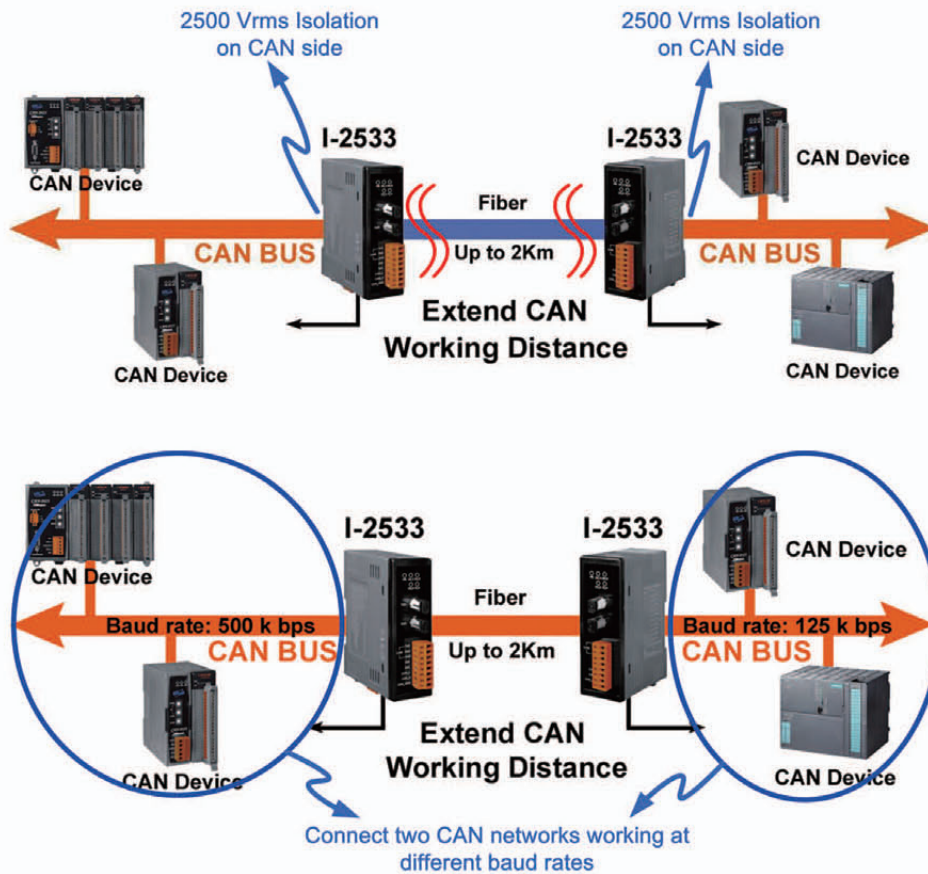 2500 Vrms Isolation
on CAN side
2500 Vrms Isolation
on CAN side
I-2533
I-2533
CAN Device
CAN Device
Fiber
CAN BUS
Up to 2Km
CAN BUS
Extend CAN
Working Distance
CAN Device
CAN Device
I-2533
I-2533
CAN Device
CAN Device
Fiber
Baud rate: 500 k bps
Baud rate: 125 k bps
CAN BUS
Up to 2Km
CAN BUS
Extend CAN
Working Distance
CAN Device
CAN Device
Connect two CAN networks working at
different baud rates